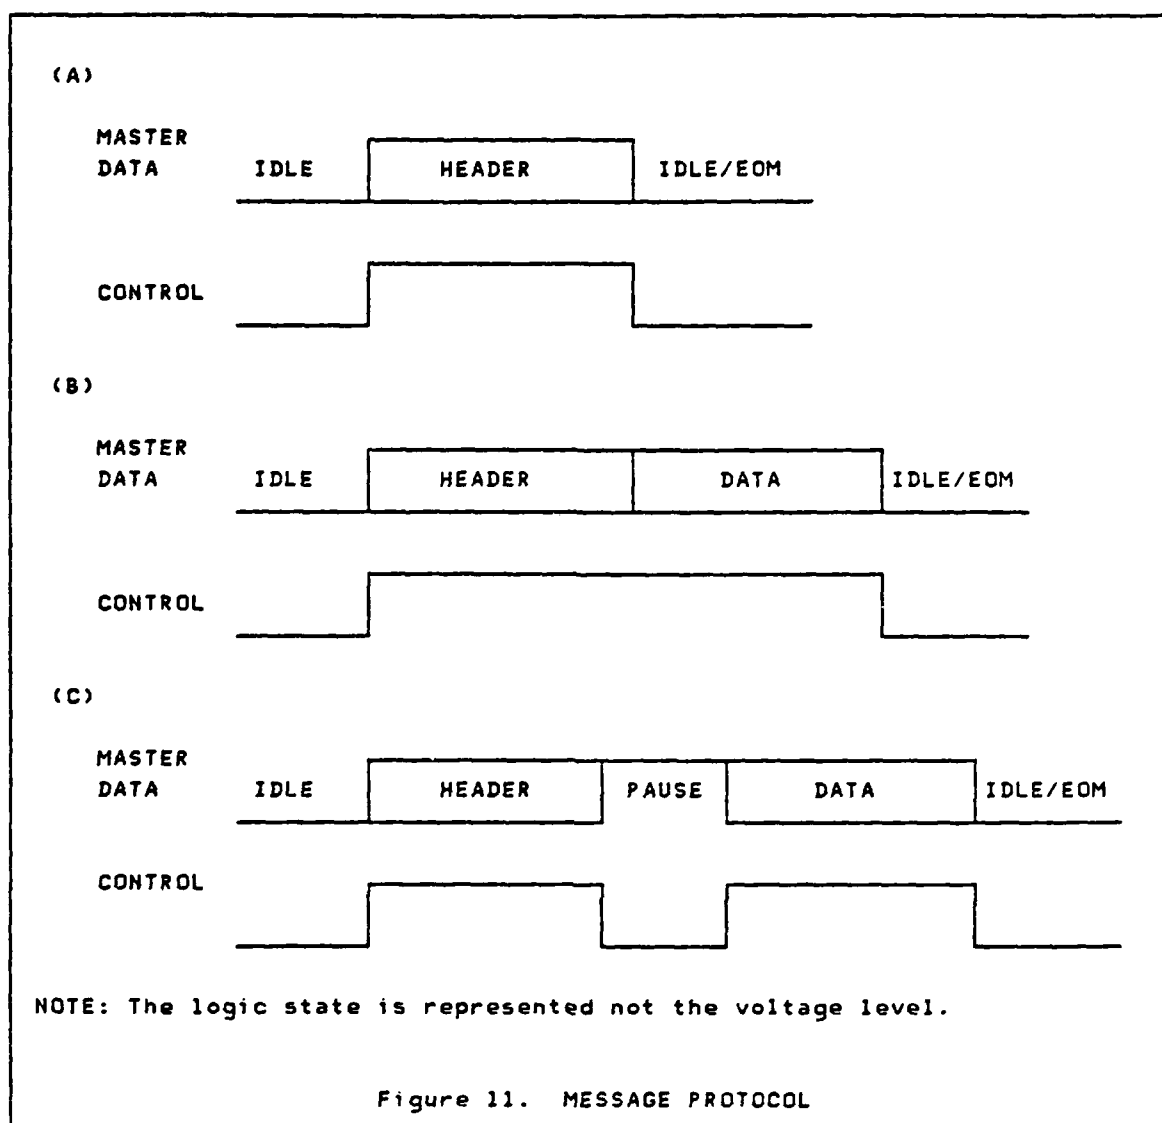 (A)
MASTER
DATA IDLE HEADER IDLE/EOM
CONTROL
(B)
MASTER
DATA IDLE HEADER DATA IDLE/EOM
CONTROL
(C)
MASTER
DATA IDLE HEADER PAUSE DATA IDLE/EOM
CONTROL
NOTE: The logic state is represented not the voltage level.
Figure 11. MESSAGE PROTOCOL